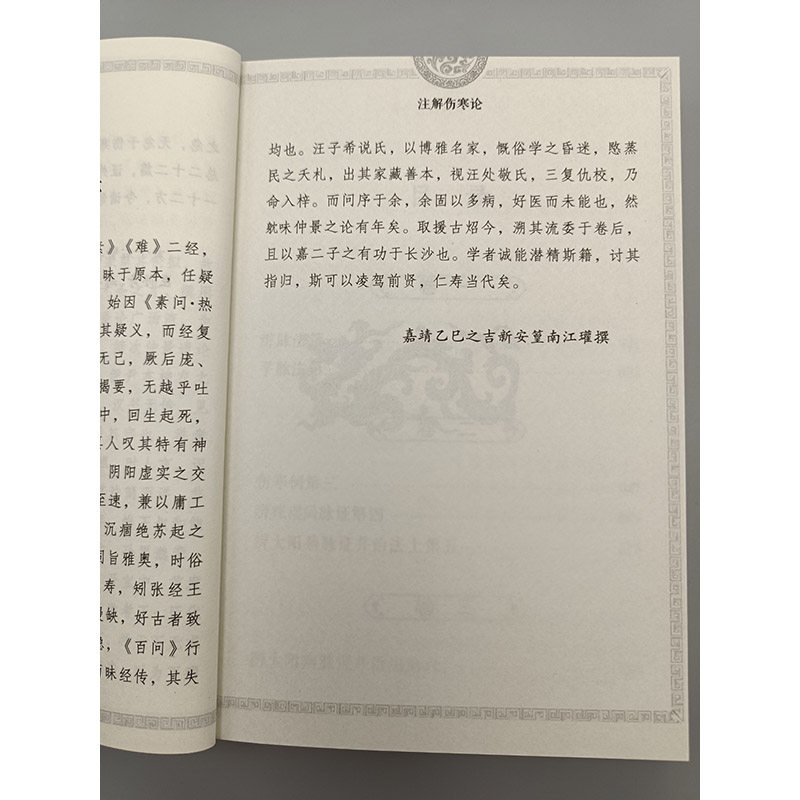 》《难》二经，
昧于原本，任疑
始因《素问·热
其疑义，而经复
无己，厥后庞、
揭要，无越乎吐
中，回生起死，
人叹其特有神
阴阳虚实之交
至速，兼以庸工
沉痼绝苏起之
旨雅奥，时俗
寿，矧张经王
缺，好古者致
，《百问》行
昧经传，其失
注解伤寒论
均也。汪子希说氏，以博雅名家，慨俗学之昏迷，愍蒸
民之夭札，出其家藏善本，视汪处敬氏，三复仇校，乃
命入梓。而问序于余，余固以多病，好医而未能也，然
躭味仲景之论有年矣。取援古炤今，溯其流委于卷后，
且以嘉二子之有功于长沙也。学者诚能潜精斯籍，讨其
指归，斯可以凌驾前贤，仁寿当代矣。
嘉靖乙巳之吉新安篁南江瓘撰